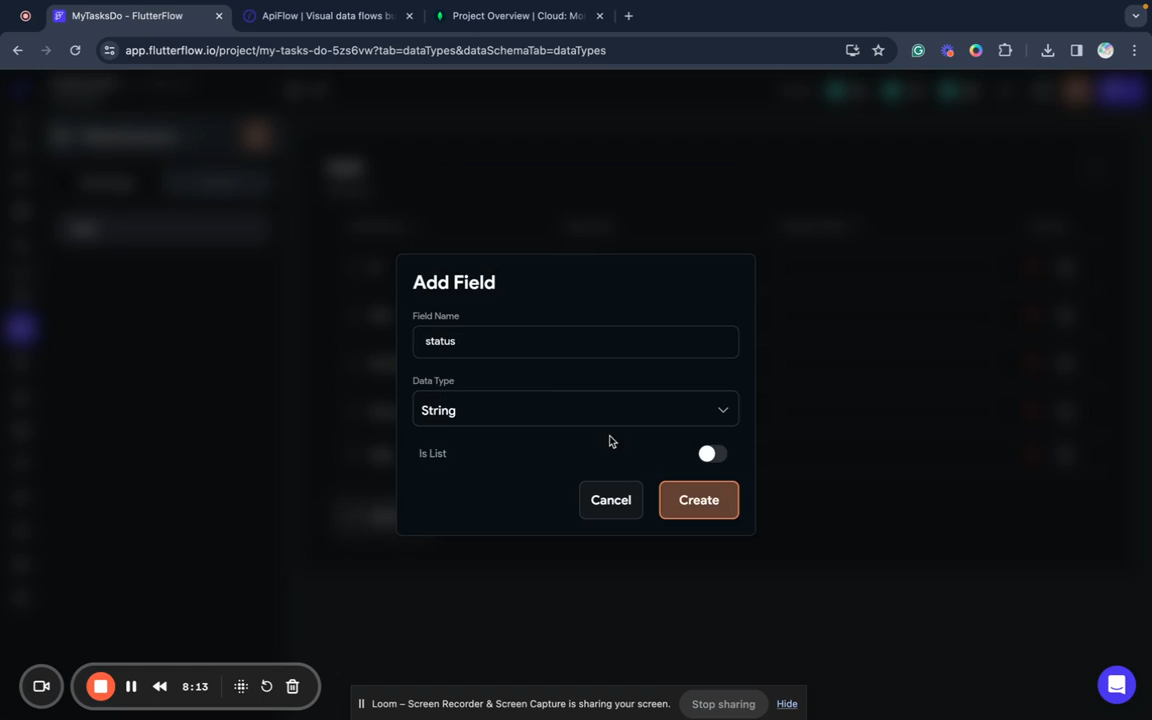 MyTasksDo - FlutterFlow
ApiFlow | Visual data flows bu
Project Overview | Cloud: Mo
app.flutterflow.io/project/my-tasks-do-5zs6vw?tab=dataTypes&dataSchemaTab=dataTypes
Add Field
Field Name
status
Data Type
String
Is List
Cancel
Create
8:13
Loom – Screen Recorder & Screen Capture is sharing your screen.
Stop sharing
Hide